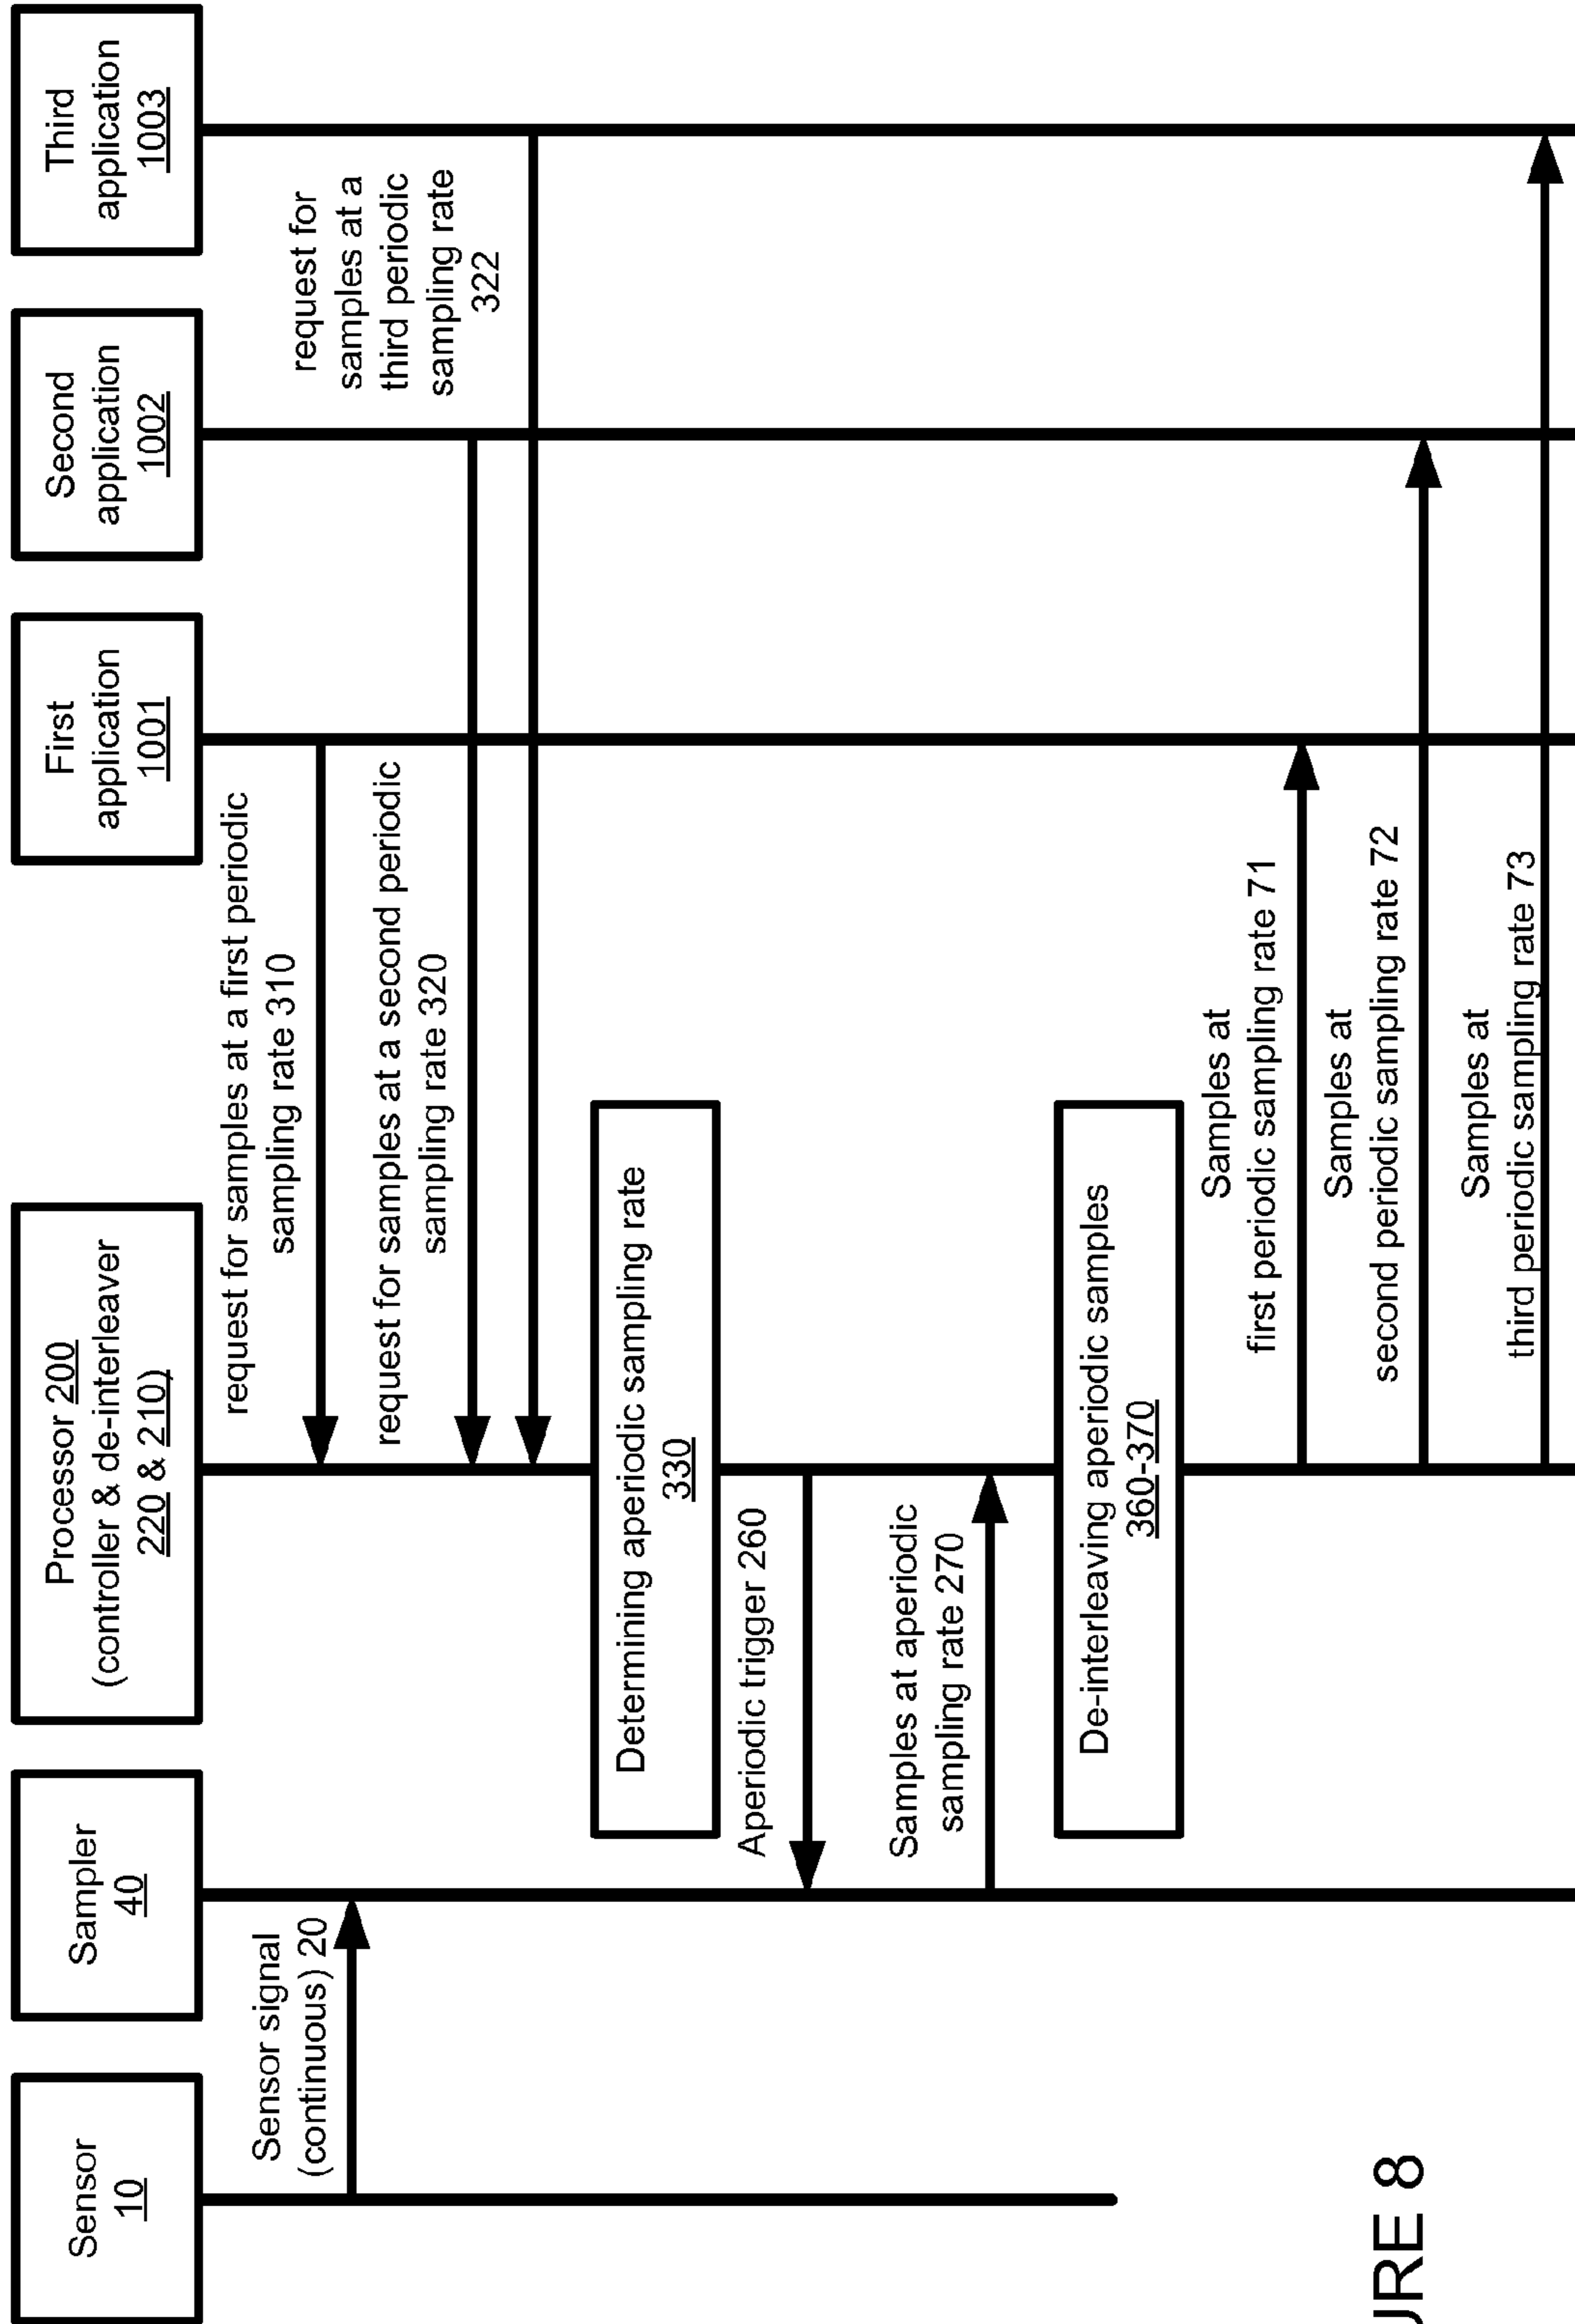 Sensor
10
Sampler
40
Processor 200
(controller & de-interleaver
220 & 210)
First
application
1001
Second
application
1002
Third
application
1003
Sensor signal
(continuous) 20
request for samples at a first periodic
sampling rate 310
request for samples at a second periodic
sampling rate 320
request for
samples at a
third periodic
sampling rate
322
Determining aperiodic sampling rate
330
Aperiodic trigger 260
Samples at aperiodic
sampling rate 270
De-interleaving aperiodic samples
360-370
Samples at
first periodic sampling rate 71
Samples at
second periodic sampling rate 72
Samples at
third periodic sampling rate 73
URE 8